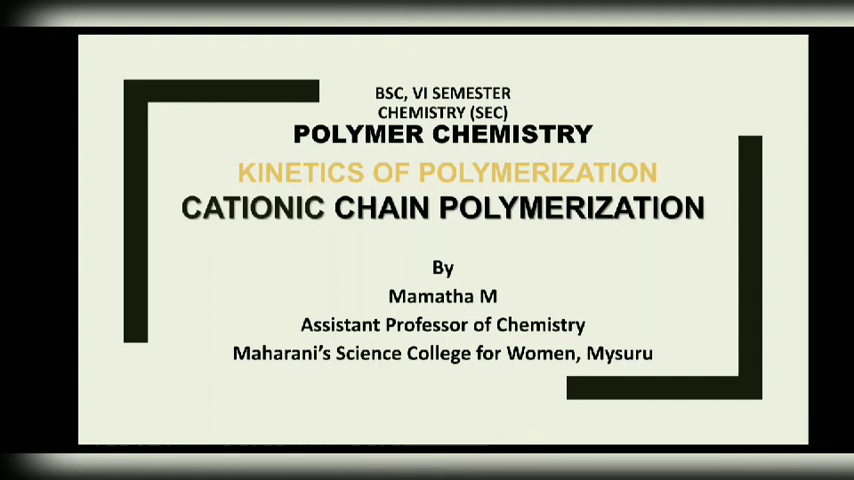 BSC, VI SEMESTER
CHEMISTRY (SEC)
POLYMER CHEMISTRY
KINETICS OF POLYMERIZATION
CATIONIC CHAIN POLYMERIZATION
By
Mamatha M
Assistant Professor of Chemistry
Maharani's Science College for Women, Mysuru